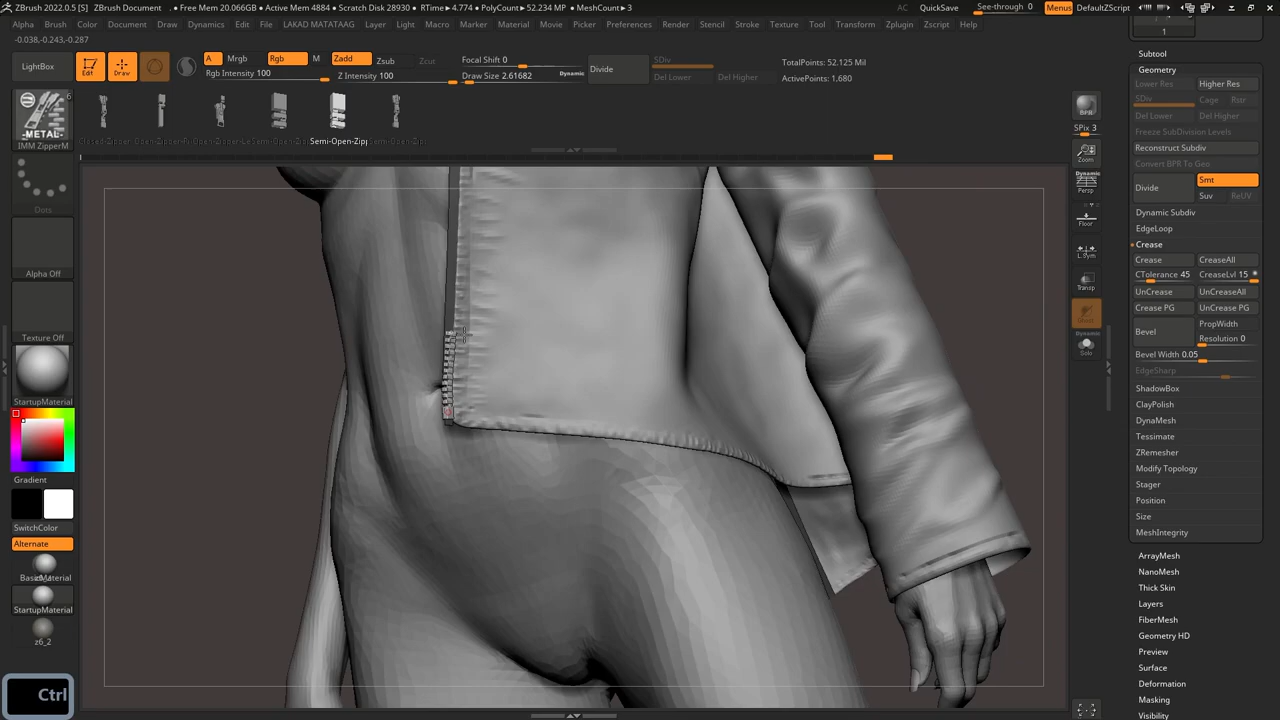 ZBrush 2022.0.5 [S] ZBrush Document . ● Free Mem 20.066GB ● Active Mem 4884 ● Scratch Disk 28930 ● RTime►4.774 ● PolyCount►52.234 MP ● MeshCount►3 AC QuickSave See-through 0 Menus DefaultZScript
Alpha Brush Color Document Draw Dynamics Edit File LAKAD MATATAAG Layer Light Macro Marker Material Movie Picker Preferences Render Stencil Stroke Texture Tool Transform Zplugin Zscript Help
-0.038,-0.243,-0.287
LightBox
Edit
Draw
A Mrgb Rgb M Zadd Zsub Zcut
Rgb Intensity 100 Z Intensity 100
Focal Shift 0
Draw Size 2.61682 Dynamic
Divide
SDiv
Del Lower Del Higher
TotalPoints: 52.125 Mil
ActivePoints: 1.680
6
-METAL-
IMM ZipperM
Semi-Open-Zip
Dots
Alpha Off
Texture Off
StartupMaterial
Gradient
SwitchColor
Alternate
BasicMaterial
StartupMaterial
z6_2
Ctrl
BPR
SPix 3
Zoom
Dynamic
Persp
Floor
L.Sym
Transp
Ghost
Dynamic
Solo
1
Subtool
Geometry
Lower Res Higher Res
SDiv Cage Rstr
Del Lower Del Higher
Freeze SubDivision Levels
Reconstruct Subdiv
Convert BPR To Geo
Divide Smt
Suv ReUV
Dynamic Subdiv
EdgeLoop
Crease
Crease CreaseAll
CTolerance 45 CreaseLvl 15
UnCrease UnCreaseAll
Crease PG UnCrease PG
Bevel PropWidth
Resolution 0
Bevel Width 0.05
EdgeSharp
ShadowBox
ClayPolish
DynaMesh
Tessimate
ZRemesher
Modify Topology
Stager
Position
Size
MeshIntegrity
ArrayMesh
NanoMesh
Thick Skin
Layers
FiberMesh
Geometry HD
Preview
Surface
Deformation
Masking
Visibility